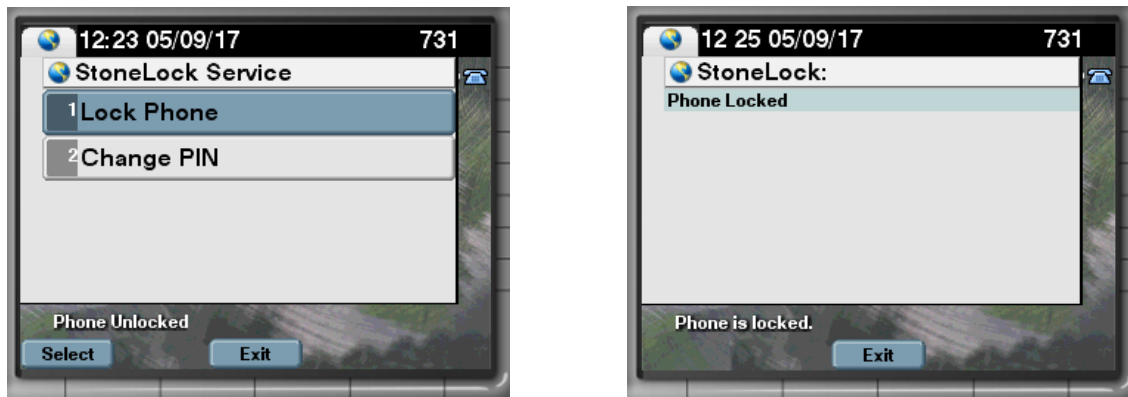 12:23 05/09/17 731
StoneLock Service
1 Lock Phone
2 Change PIN
Phone Unlocked
Select Exit
12 25 05/09/17 731
StoneLock:
Phone Locked
Phone is locked.
Exit